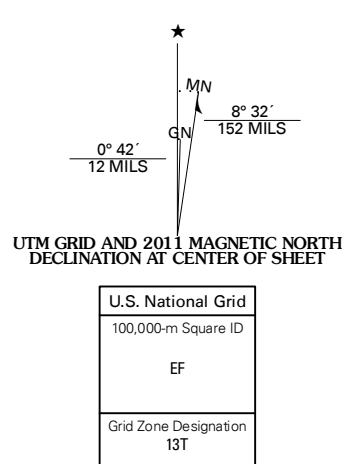 ★
MN
8° 32´
152 MILS
GN
0° 42´
12 MILS
UTM GRID AND 2011 MAGNETIC NORTH
DECLINATION AT CENTER OF SHEET
U.S. National Grid
100,000-m Square ID
EF
Grid Zone Designation
13T